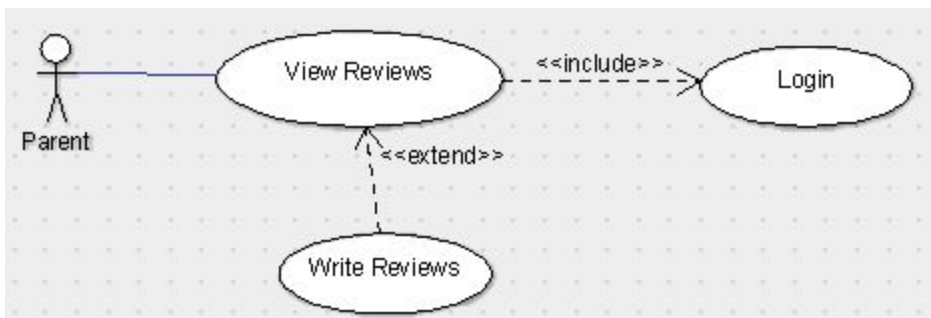 View Reviews
<<include>>
Login
Parent
<<extend>>
Write Reviews